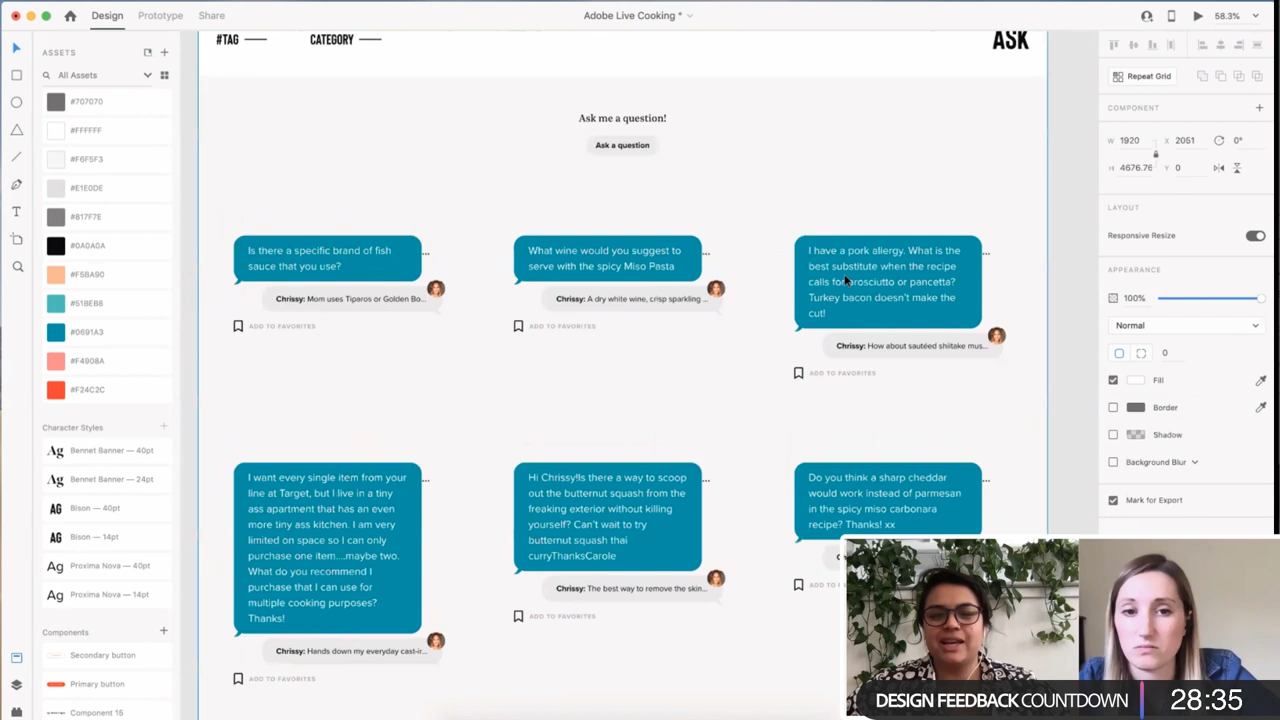 Design
Prototype
Share
Adobe Live Cooking *
58.3%
ASSETS
All Assets
#707070
#FFFFFF
#F6F5F3
#E1E0DE
#817F7E
#0A0A0A
#F5BA90
#51BEB8
#0691A3
#F4908A
#F24C2C
Character Styles
Ag Bennet Banner — 40pt
Ag Bennet Banner — 24pt
AG Bison — 40pt
AG Bison — 14pt
Ag Proxima Nova — 40pt
Ag Proxima Nova — 14pt
Components
Secondary button
Primary button
Component 15
#TAG
CATEGORY
ASK
Ask me a question!
Ask a question
Is there a specific brand of fish
sauce that you use?
...
Chrissy: Mom uses Tiparos or Golden Bo...
ADD TO FAVORITES
What wine would you suggest to
serve with the spicy Miso Pasta
...
Chrissy: A dry white wine, crisp sparkling ...
ADD TO FAVORITES
I have a pork allergy. What is the
best substitute when the recipe
calls for prosciutto or pancetta?
Turkey bacon doesn't make the
cut!
...
Chrissy: How about sautéed shiitake mus...
ADD TO FAVORITES
I want every single item from your
line at Target, but I live in a tiny
ass apartment that has an even
more tiny ass kitchen. I am very
limited on space so I can only
purchase one item....maybe two.
What do you recommend I
purchase that I can use for
multiple cooking purposes?
Thanks!
...
Chrissy: Hands down my everyday cast-ir...
ADD TO FAVORITES
Hi Chrissy!Is there a way to scoop
out the butternut squash from the
freaking exterior without killing
yourself? Can't wait to try
butternut squash thai
curryThanksCarole
...
Chrissy: The best way to remove the skin...
ADD TO FAVORITES
Do you think a sharp cheddar
would work instead of parmesan
in the spicy miso carbonara
recipe? Thanks! xx
...
Repeat Grid
COMPONENT
W 1920
X 2051
0°
H 4676.76
Y 0
LAYOUT
Responsive Resize
APPEARANCE
100%
Normal
0
Fill
Border
Shadow
Background Blur
Mark for Export
DESIGN FEEDBACK COUNTDOWN
28:35